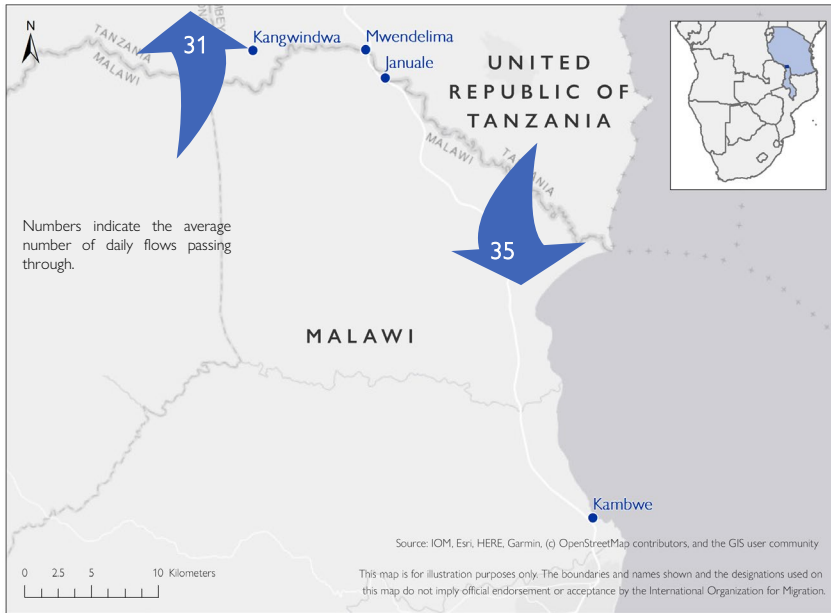 N
31
TANZANIA
MALAWI
Kangwindwa
Mwendelima
Januale
UNITED
REPUBLIC OF
TANZANIA
MALAWI
TANZANIA
Numbers indicate the average
number of daily flows passing
through.
35
MALAWI
Kambwe
Source: IOM, Esri, HERE, Garmin, (c) OpenStreetMap contributors, and the GIS user community
0 2.5 5 10 Kilometers
This map is for illustration purposes only. The boundaries and names shown and the designations used on
this map do not imply official endorsement or acceptance by the International Organization for Migration.